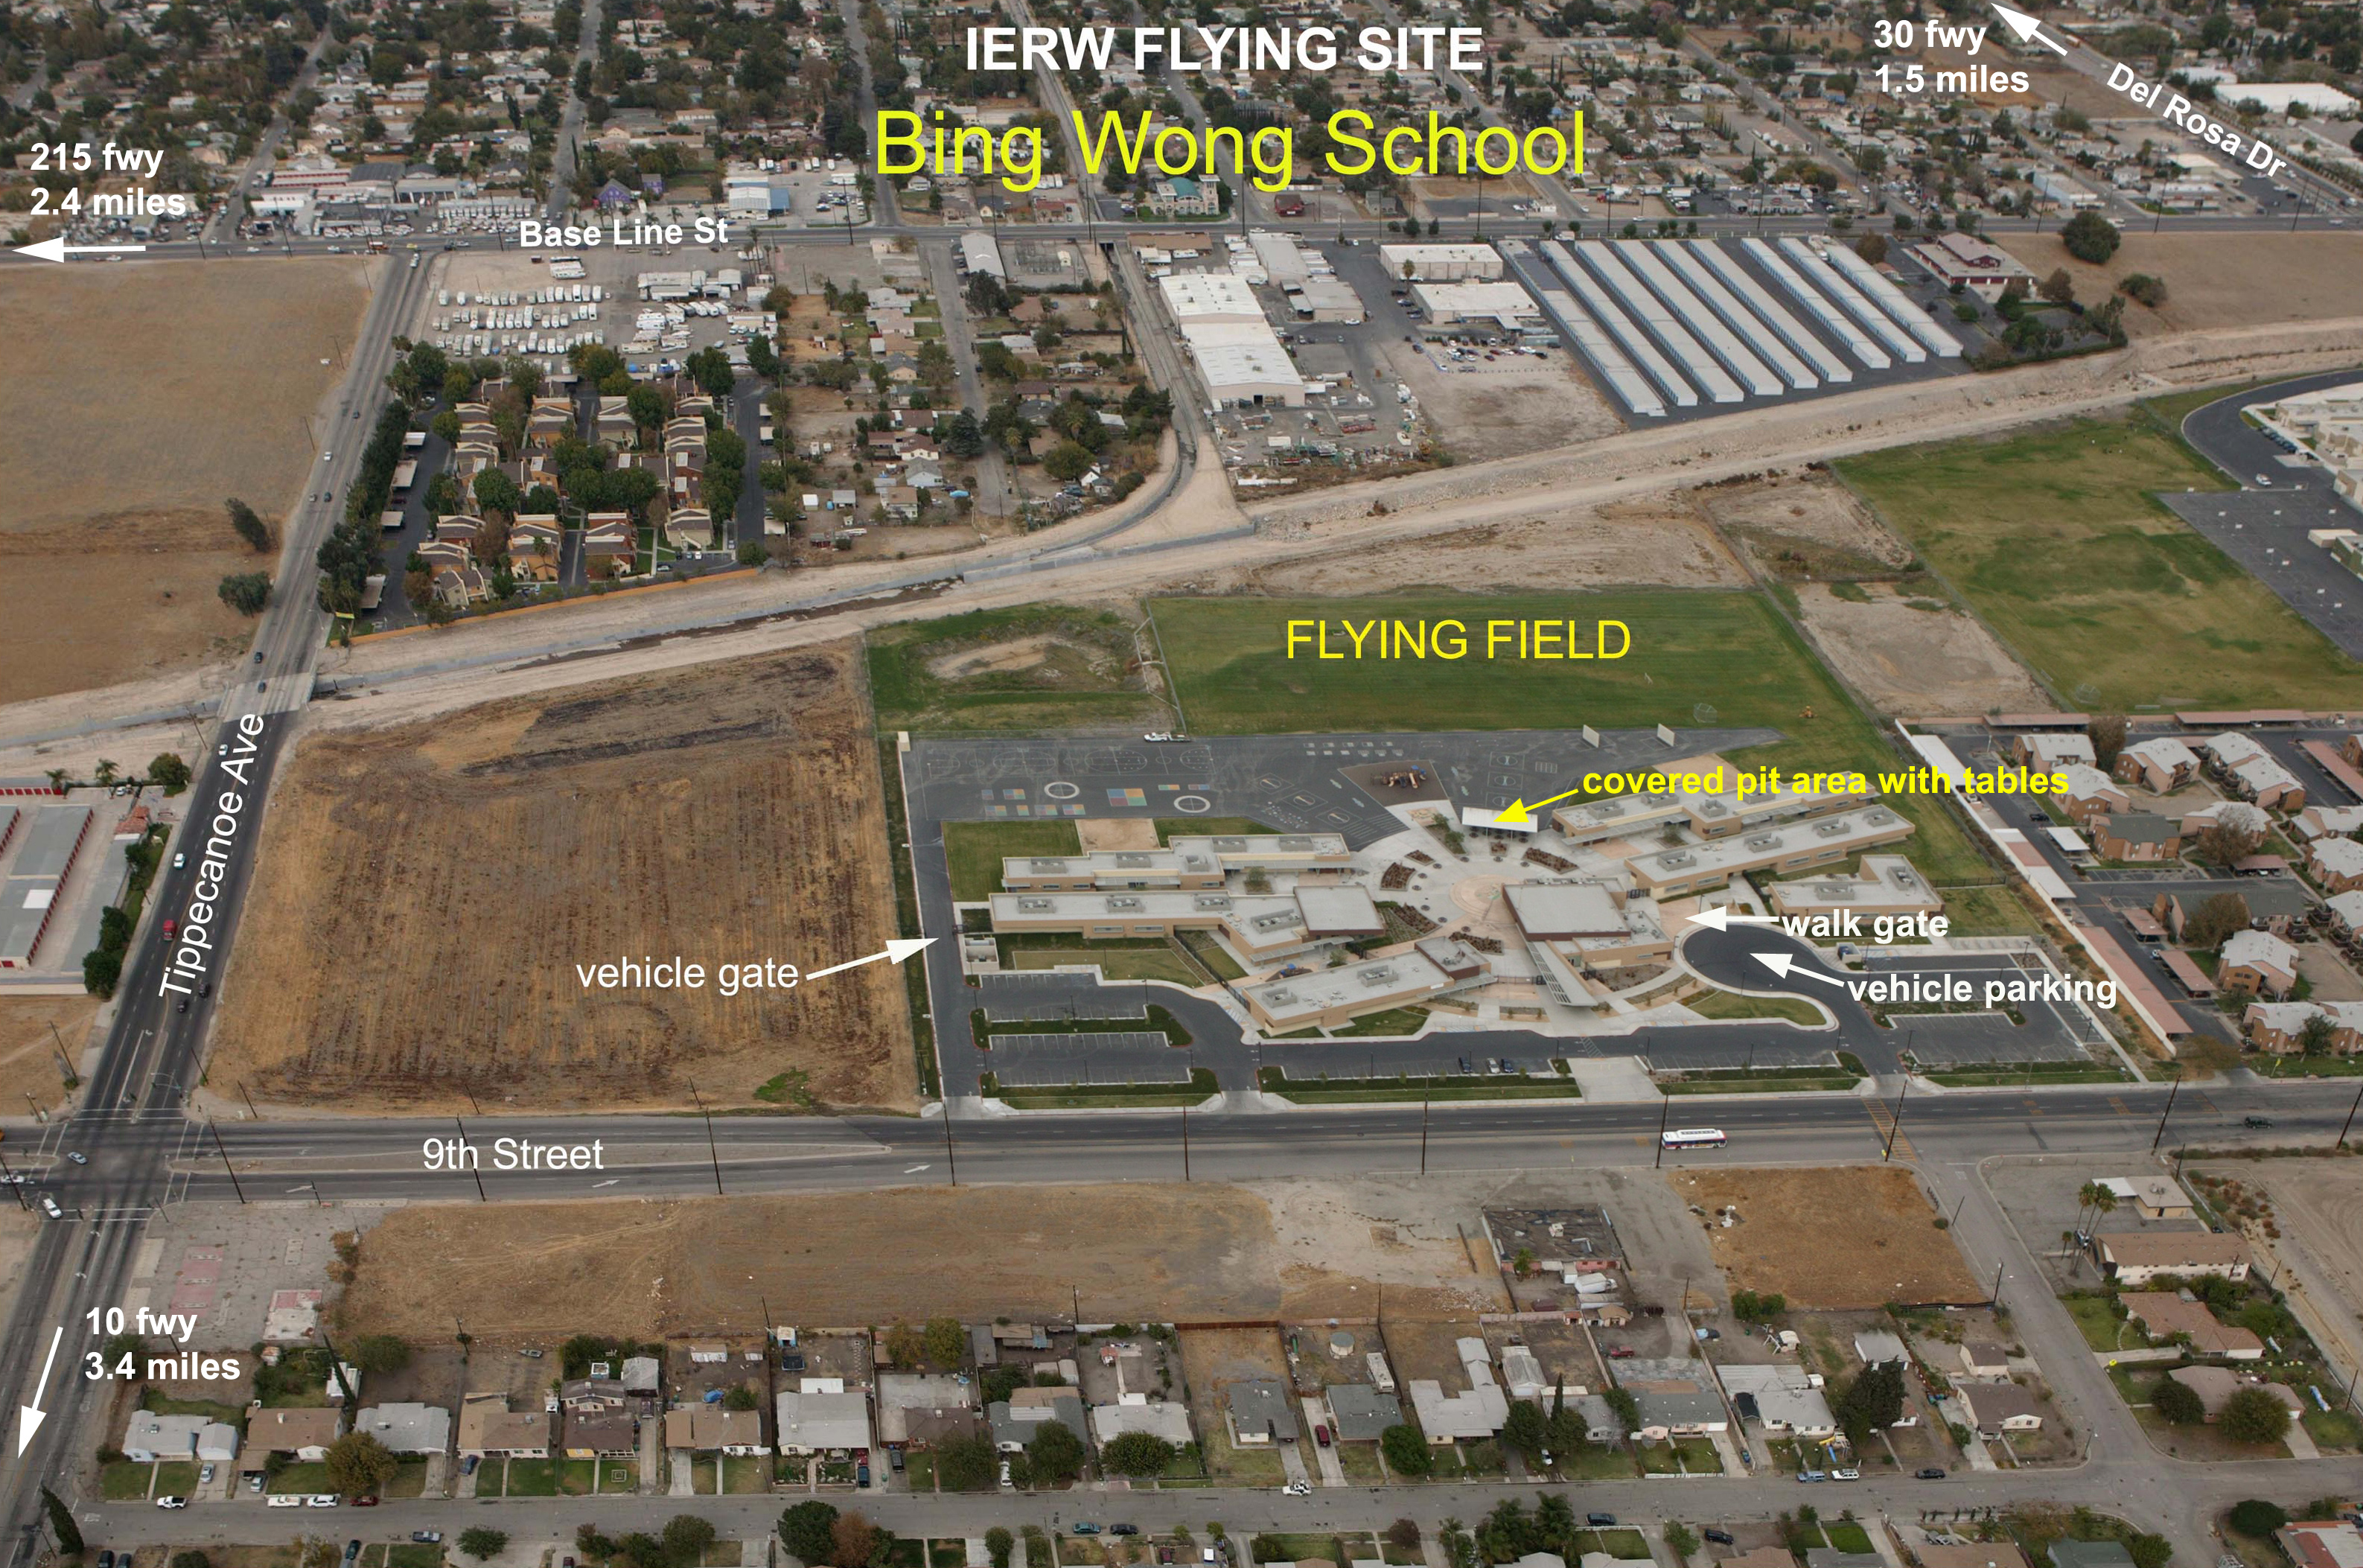 IERW FLYING SITE
Bing Wong School
30 fwy
1.5 miles
Del Rosa Dr
215 fwy
2.4 miles
Base Line St
FLYING FIELD
covered pit area with tables
Tippecanoe Ave
walk gate
vehicle gate
vehicle parking
9th Street
10 fwy
3.4 miles